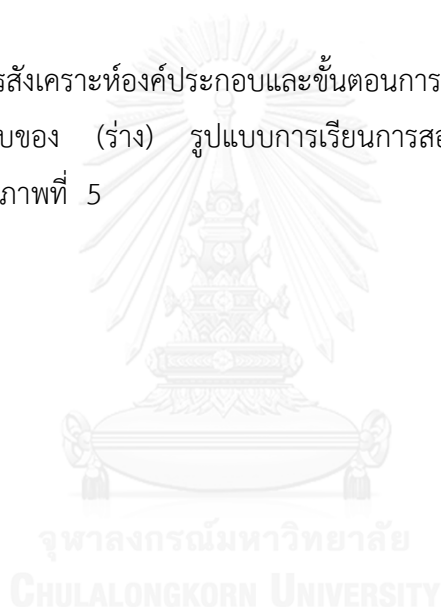 รสังเคราะห์องค์ประกอบและขั้นตอนการ
บของ (ร่าง) รูปแบบการเรียนการส
ภาพที่ 5
จุฬาลงกรณ์มหาวิทยาลัย
CHULALONGKORN UNIVERSITY